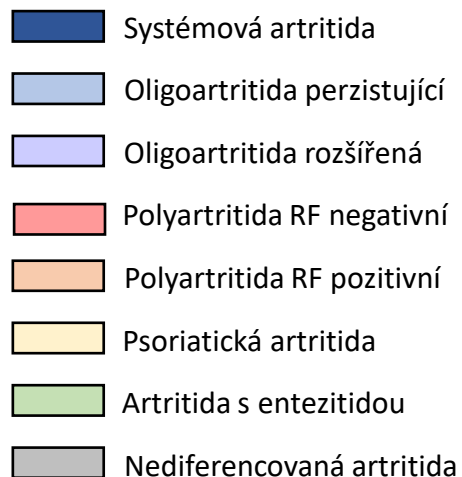 Systémová artritida
Oligoartritida perzistující
Oligoartritida rozšířená
Polyartritida RF negativní
Polyartritida RF pozitivní
Psoriatická artritida
Artritida s entezitidou
Nediferencovaná artritida